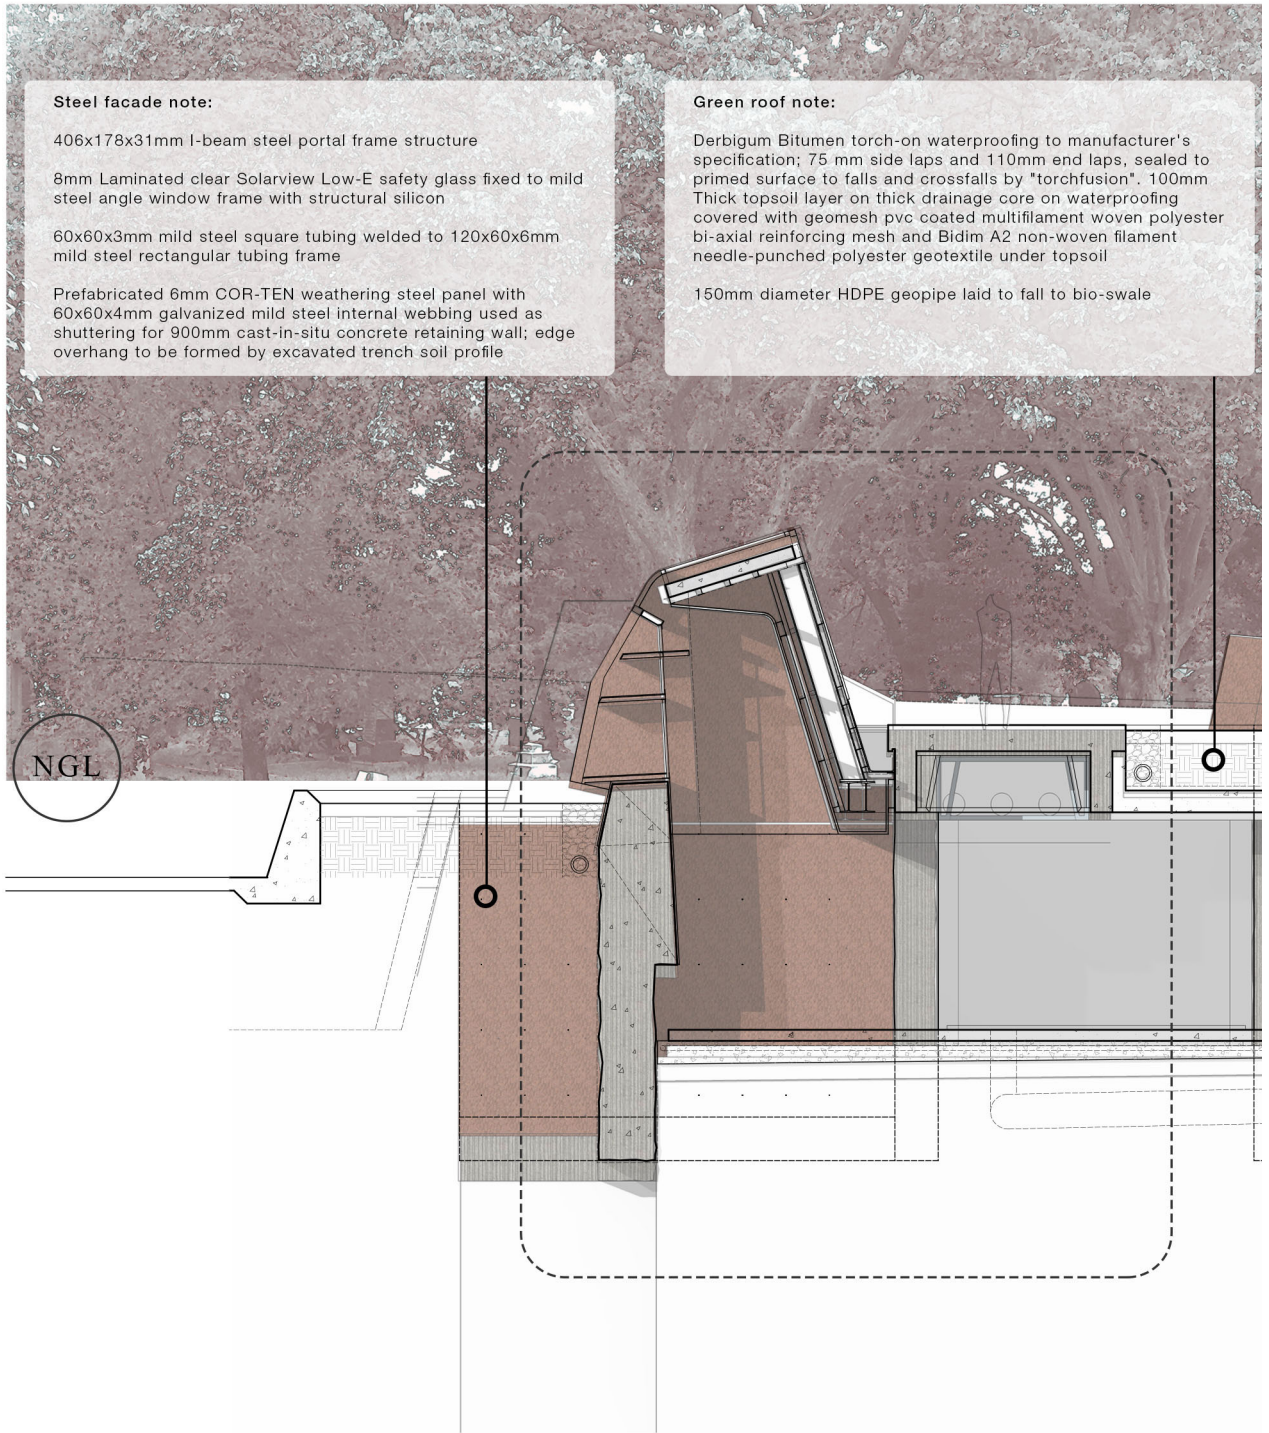 Steel facade note:
406x178x31mm I-beam steel portal frame structure
8mm Laminated clear Solarview Low-E safety glass fixed to mild
steel angle window frame with structural silicon
60x60x3mm mild steel square tubing welded to 120x60x6mm
mild steel rectangular tubing frame
Prefabricated 6mm COR-TEN weathering steel panel with
60x60x4mm galvanized mild steel internal webbing used as
shuttering for 900mm cast-in-situ concrete retaining wall; edge
overhang to be formed by excavated trench soil profile
Green roof note:
Derbigum Bitumen torch-on waterproofing to manufacturer's
specification; 75 mm side laps and 110mm end laps, sealed to
primed surface to falls and crossfalls by "torchfusion". 100mm
Thick topsoil layer on thick drainage core on waterproofing
covered with geomesh pvc coated multifilament woven polyester
bi-axial reinforcing mesh and Bidim A2 non-woven filament
needle-punched polyester geotextile under topsoil
150mm diameter HDPE geopipe laid to fall to bio-swale
NGL